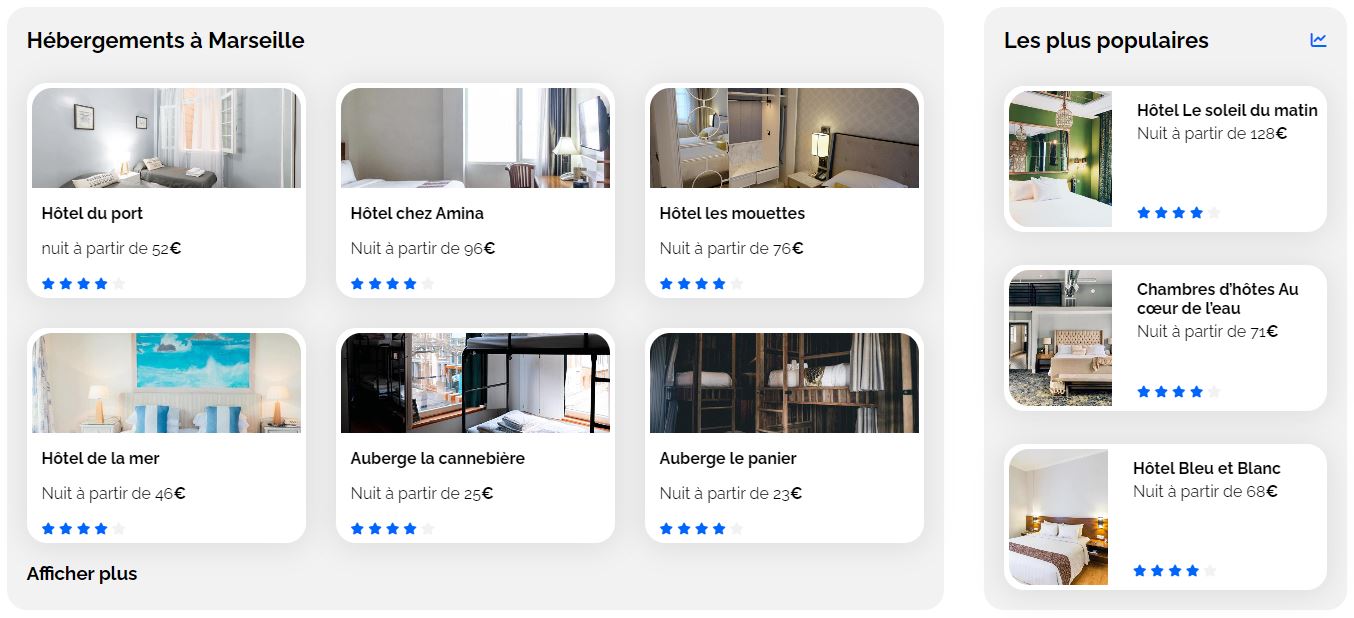 Hébergements à Marseille
Hôtel du port
nuit à partir de 52€
Hôtel chez Amina
Nuit à partir de 96€
Hôtel les mouettes
Nuit à partir de 76€
Hôtel de la mer
Nuit à partir de 46€
Auberge la cannebière
Nuit à partir de 25€
Auberge le panier
Nuit à partir de 23€
Afficher plus
Les plus populaires
Hôtel Le soleil du matin
Nuit à partir de 128€
Chambres d’hôtes Au
cœur de l’eau
Nuit à partir de 71€
Hôtel Bleu et Blanc
Nuit à partir de 68€